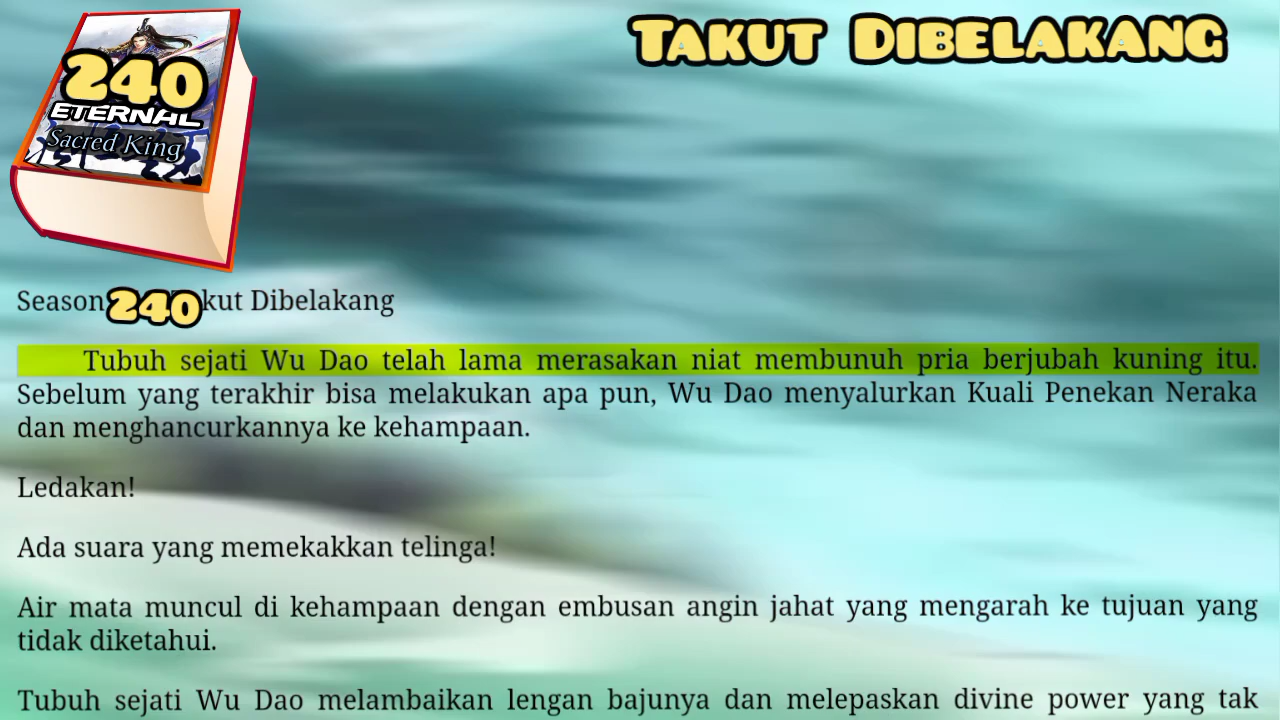 Takut Dibelakang
240
ETERNAL
Sacred King
Season 240 kut Dibelakang
Tubuh sejati Wu Dao telah lama merasakan niat membunuh pria berjubah kuning itu.
Sebelum yang terakhir bisa melakukan apa pun, Wu Dao menyalurkan Kuali Penekan Neraka
dan menghancurkannya ke kehampaan.
Ledakan!
Ada suara yang memekakkan telinga!
Air mata muncul di kehampaan dengan embusan angin jahat yang mengarah ke tujuan yang
tidak diketahui.
Tubuh sejati Wu Dao melambaikan lengan bajunya dan melepaskan divine power yang tak